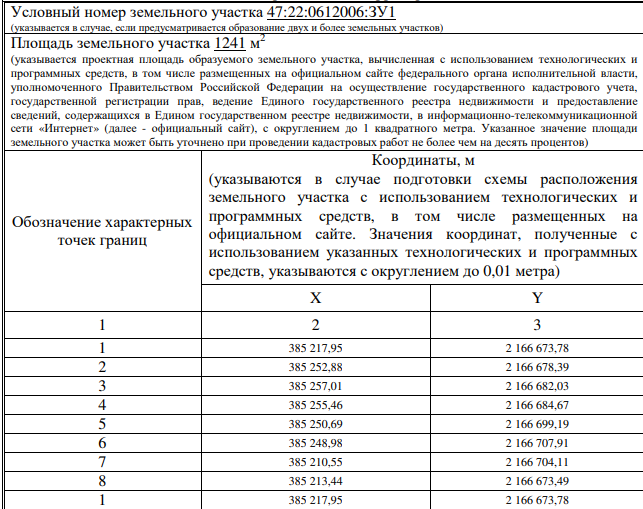 Условный номер земельного участка 47:22:0612006:ЗУ1
(указывается в случае, если предусматривается образование двух и более земельных участков)
Площадь земельного участка 1241 м²
(указывается проектная площадь образуемого земельного участка, вычисленная с использованием технологических и
программных средств, в том числе размещенных на официальном сайте федерального органа исполнительной власти,
уполномоченного Правительством Российской Федерации на осуществление государственного кадастрового учета,
государственной регистрации прав, ведение Единого государственного реестра недвижимости и предоставление
сведений, содержащихся в Едином государственном реестре недвижимости, в информационно-телекоммуникационной
сети «Интернет» (далее - официальный сайт), с округлением до 1 квадратного метра. Указанное значение площади
земельного участка может быть уточнено при проведении кадастровых работ не более чем на десять процентов)
Обозначение характерных
точек границ
Координаты, м
(указываются в случае подготовки схемы расположения
земельного участка с использованием технологических и
программных средств, в том числе размещенных на
официальном сайте. Значения координат, полученные с
использованием указанных технологических и программных
средств, указываются с округлением до 0,01 метра)
X Y
1 2 3
1 385 217,95 2 166 673,78
2 385 252,88 2 166 678,39
3 385 257,01 2 166 682,03
4 385 255,46 2 166 684,67
5 385 250,69 2 166 699,19
6 385 248,98 2 166 707,91
7 385 210,55 2 166 704,11
8 385 213,44 2 166 673,49
1 385 217,95 2 166 673,78